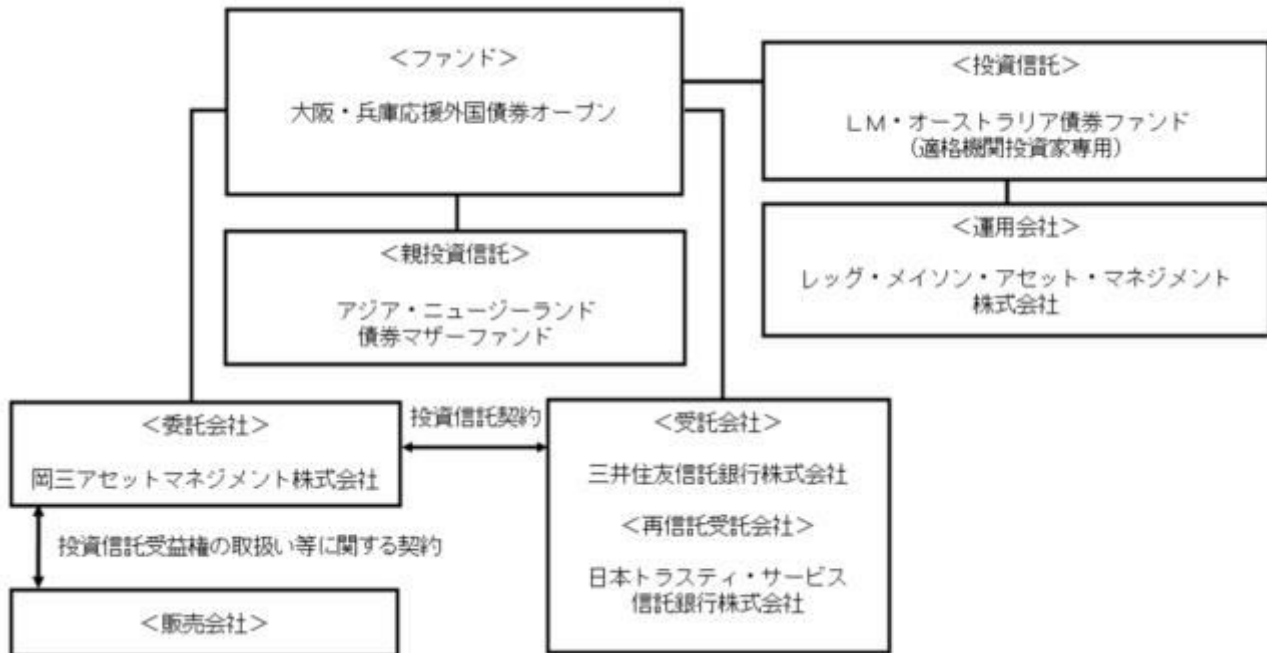 ＜ファンド＞
大阪・兵庫応援外国債券オープン
＜投資信託＞
ＬＭ・オーストラリア債券ファンド
（適格機関投資家専用）
＜運用会社＞
レッグ・メイソン・アセット・マネジメント
株式会社
＜親投資信託＞
アジア・ニュージーランド
債券マザーファンド
＜委託会社＞
岡三アセットマネジメント株式会社
投資信託契約
＜受託会社＞
三井住友信託銀行株式会社
＜再信託受託会社＞
日本トラスティ・サービス
信託銀行株式会社
投資信託受益権の取扱い等に関する契約
＜販売会社＞